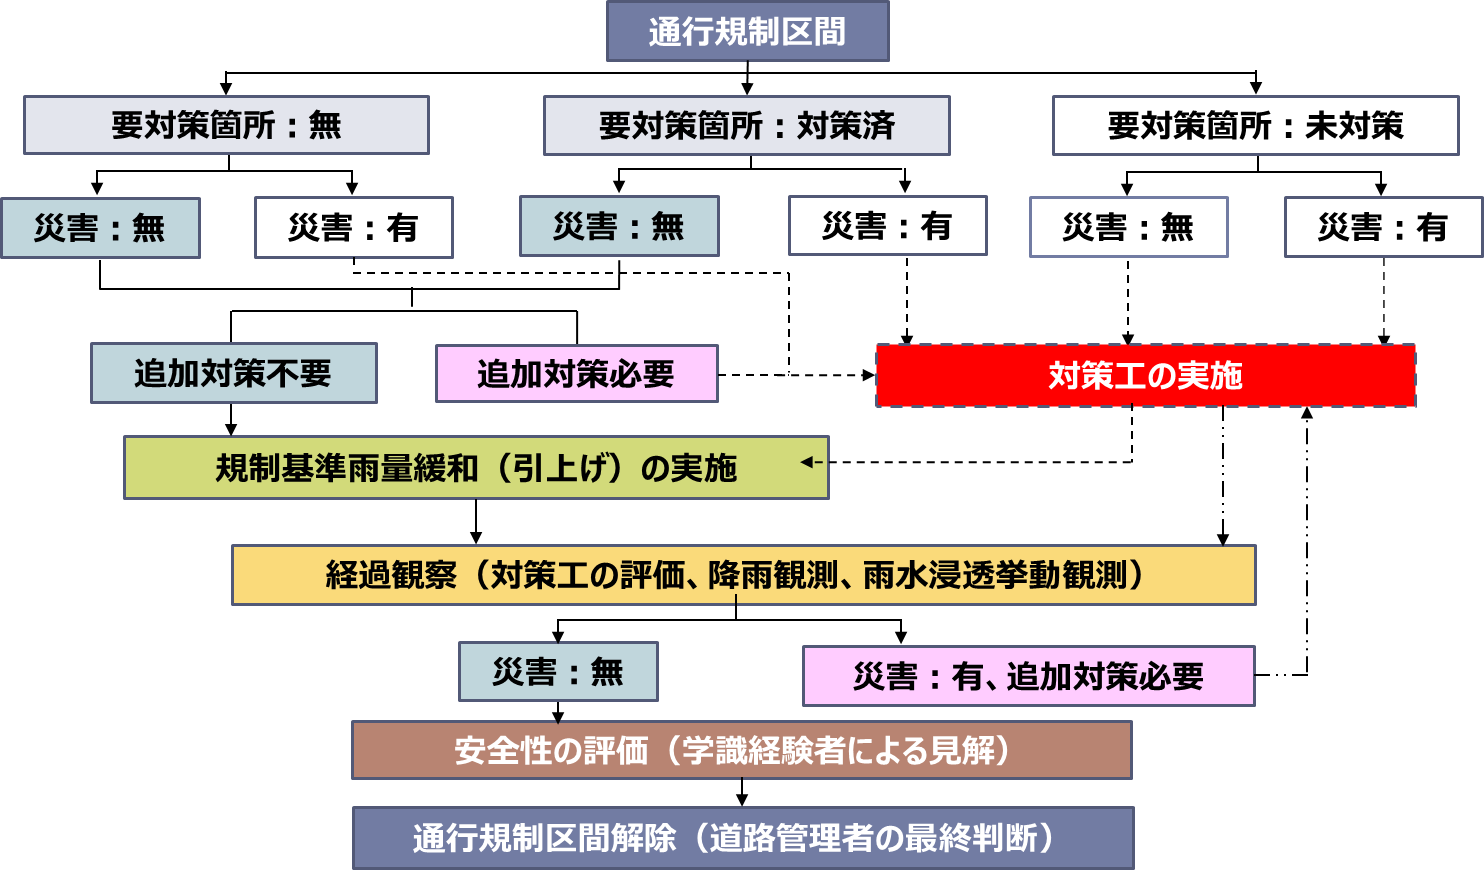 通行規制区間
要対策箇所：無
要対策箇所：対策済
要対策箇所：未対策
災害：無
災害：有
災害：無
災害：有
災害：無
災害：有
追加対策不要
追加対策必要
対策工の実施
規制基準雨量緩和（引上げ）の実施
経過観察（対策工の評価、降雨観測、雨水浸透挙動観測）
災害：無
災害：有、追加対策必要
安全性の評価（学識経験者による見解）
通行規制区間解除（道路管理者の最終判断）